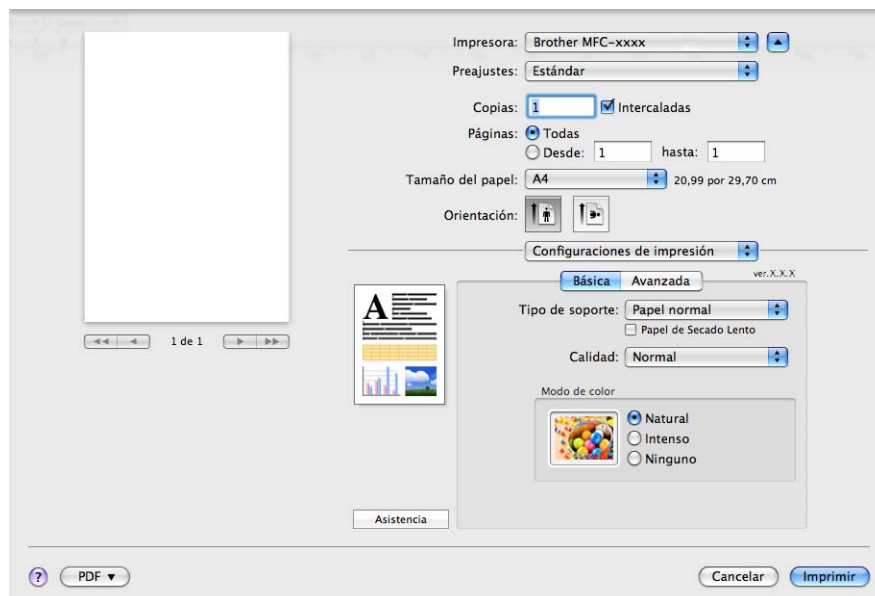 Impresora: Brother MFC-xxxx
Preajustes: Estándar
Copias: 1 Intercaladas
Páginas: Todas
Desde: 1 hasta: 1
Tamaño del papel: A4 20,99 por 29,70 cm
Orientación:
Configuraciones de impresión
Básica Avanzada ver.X.X.X
Tipo de soporte: Papel normal
Papel de Secado Lento
Calidad: Normal
Modo de color
Natural
Intenso
Ninguno
A
1 de 1
Asistencia
? PDF Cancelar Imprimir